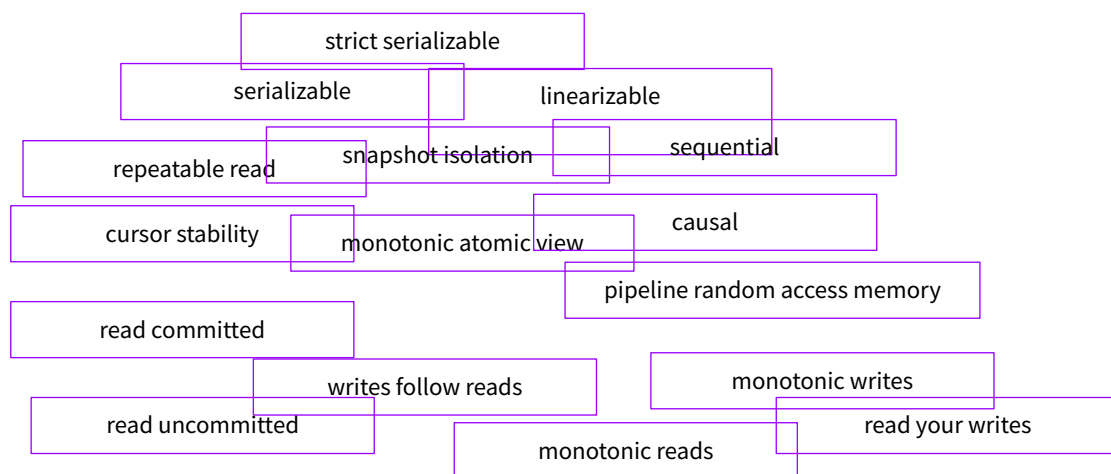 strict serializable
serializable
linearizable
snapshot isolation
sequential
repeatable read
causal
cursor stability
monotonic atomic view
pipeline random access memory
read committed
writes follow reads
monotonic writes
read uncommitted
read your writes
monotonic reads